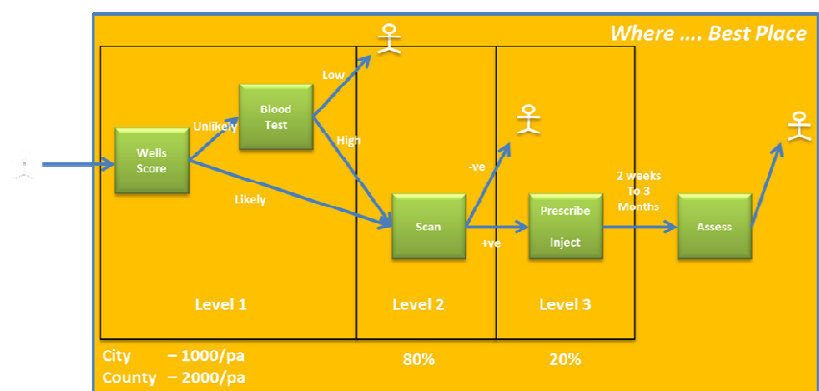 Where .... Best Place
Low
Blood
Test
Unlikely
High
Wells
Score
-ve
2 weeks
To 3
Months
Likely
Prescribe
Scan
Inject
Assess
+ve
Level 1
Level 2
Level 3
City – 1000/pa
80%
20%
County – 2000/pa